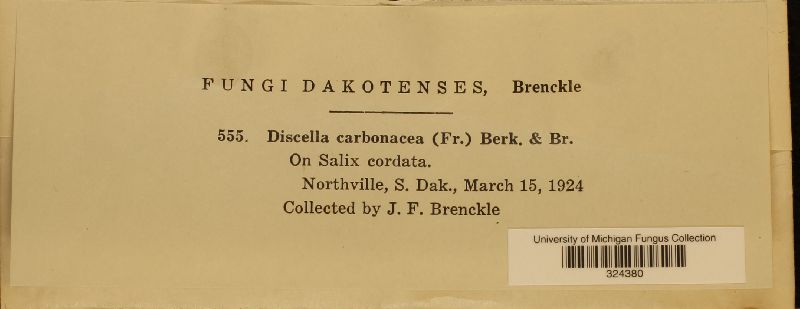 FUNGI DAKOTENSES, Brenckle
555. Discella carbonacea (Fr.) Berk. & Br.
On Salix cordata.
Northville, S. Dak., March 15, 1924
Collected by J. F. Brenckle
University of Michigan Fungus Collection
324380